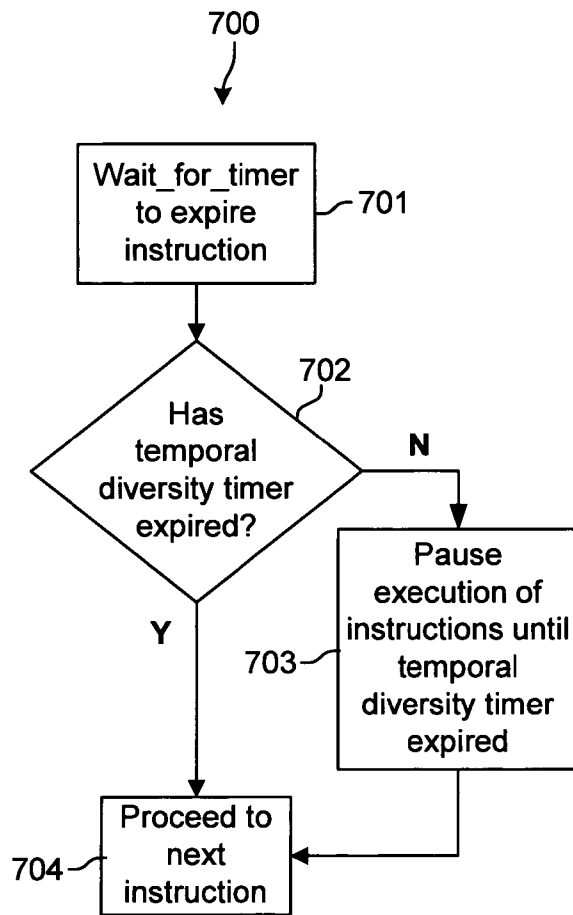 700
Wait_for_timer
to expire
instruction
701
702
Has
temporal
diversity timer
expired?
N
Y
Pause
execution of
instructions until
temporal
diversity timer
expired
703
Proceed to
next
instruction
704